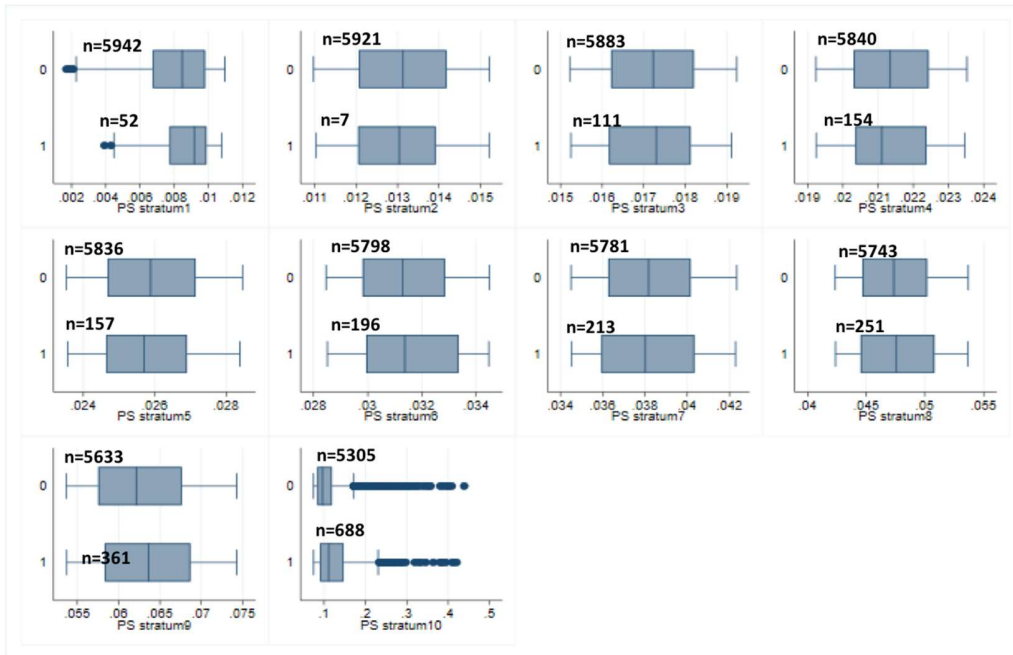 n=5942
0
n=52
1
.002 .004 .006 .008 .01 .012
PS stratum1
n=5921
0
n=7
1
.011 .012 .013 .014 .015
PS stratum2
n=5883
0
n=111
1
.015 .016 .017 .018 .019
PS stratum3
n=5840
0
n=154
1
.019 .02 .021 .022 .023 .024
PS stratum4
n=5836
0
n=157
1
.024 .026 .028
PS stratum5
n=5798
0
n=196
1
.028 .03 .032 .034
PS stratum6
n=5781
0
n=213
1
.034 .036 .038 .04 .042
PS stratum7
n=5743
0
n=251
1
.04 .045 .05 .055
PS stratum8
n=5633
0
n=361
1
.055 .06 .065 .07 .075
PS stratum9
n=5305
0
n=688
1
.1 .2 .3 .4 .5
PS stratum10